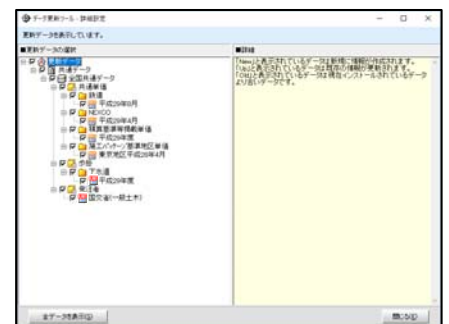 データ更新ツール - 詳細設定
更新データを表示しています。
■更新データの選択
■詳細
更新データ
共通データ
全国共通データ
共通単価
鉄道
平成29年8月
NEXCO
平成29年4月
積算基準等掲載単価
平成29年度
施工パッケージ基準地区単価
東京地区平成29年4月
歩掛
下水道
平成29年度
発注者
国交省(一般土木)
「New」と表示されているデータは新規に情報が作成されます。
「Up」と表示されているデータは既存の情報が更新されます。
「Old」と表示されているデータは現在インストールされているデータ
より古いデータです。
全データを表示(L)
閉じる(X)